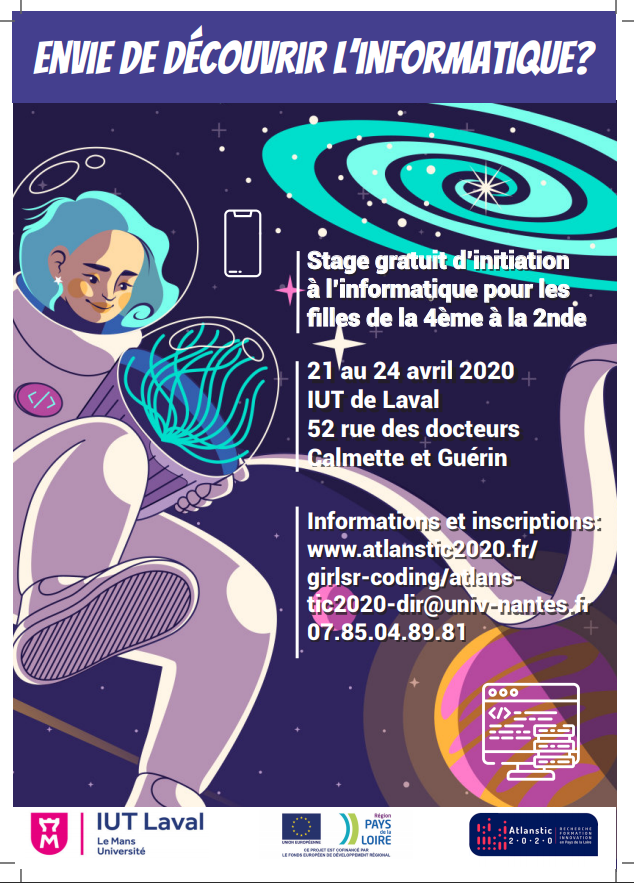 ENVIE DE DÉCOUVRIR L'INFORMATIQUE?
Stage gratuit d'initiation
à l'informatique pour les
filles de la 4ème à la 2nde
21 au 24 avril 2020
IUT de Laval
52 rue des docteurs
Calmette et Guérin
Informations et inscriptions:
www.atlanstic2020.fr/
girlsr-coding/atlans-
tic2020-dir@univ-nantes.fr
07.85.04.89.81
</>
</>
IUT Laval
Le Mans
Université
UNION EUROPÉENNE
Région
PAYS
de la
LOIRE
CE PROJET EST COFINANCÉ PAR
LE FONDS EUROPÉEN DE DÉVELOPPEMENT RÉGIONAL
Atlanstic
2·0·2·0
RECHERCHE
FORMATION
INNOVATION
en Pays de la Loire